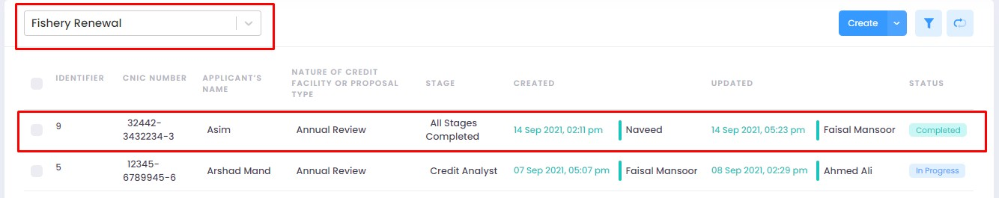 Fishery Renewal
Create
IDENTIFIER CNIC NUMBER APPLICANT'S NAME NATURE OF CREDIT FACILITY OR PROPOSAL TYPE STAGE CREATED UPDATED STATUS
9 32442-3432234-3 Asim Annual Review All Stages Completed 14 Sep 2021, 02:11 pm Naveed 14 Sep 2021, 05:23 pm Faisal Mansoor Completed
5 12345-6789945-6 Arshad Mand Annual Review Credit Analyst 07 Sep 2021, 05:07 pm Faisal Mansoor 08 Sep 2021, 02:29 pm Ahmed Ali In Progress